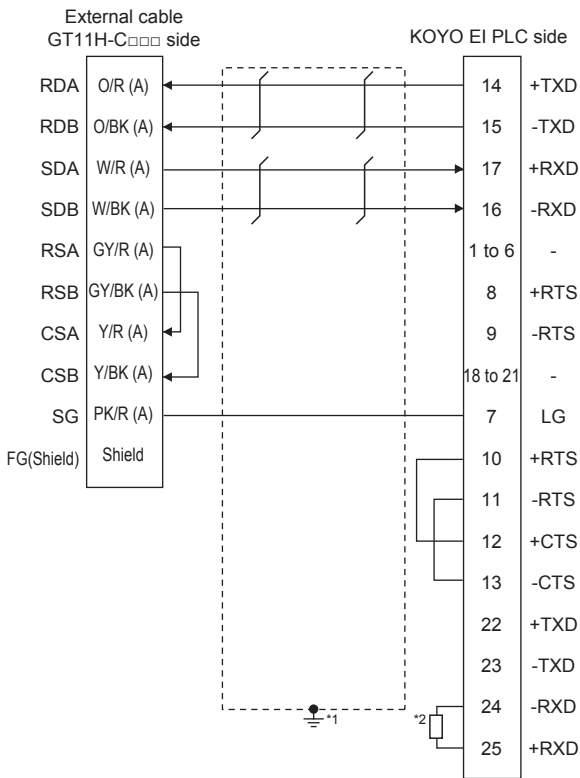 External cable
GT11H-C□□□ side
KOYO EI PLC side
RDA O/R (A) 14 +TXD
RDB O/BK (A) 15 -TXD
SDA W/R (A) 17 +RXD
SDB W/BK (A) 16 -RXD
RSA GY/R (A) 1 to 6 -
RSB GY/BK (A) 8 +RTS
CSA Y/R (A) 9 -RTS
CSB Y/BK (A) 18 to 21 -
SG PK/R (A) 7 LG
FG(Shield) Shield 10 +RTS
11 -RTS
12 +CTS
13 -CTS
22 +TXD
23 -TXD
*1 *2 24 -RXD
25 +RXD